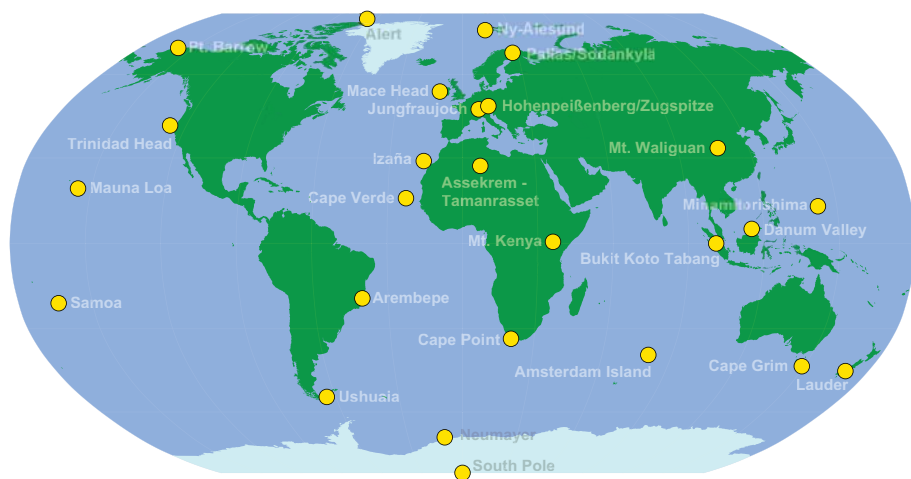 Alert
Ny-Alesund
Pt. Barrow
Pallas/Sodankylä
Mace Head
Jungfraujoch
Hohenpeißenberg/Zugspitze
Trinidad Head
Mt. Waliguan
Izaña
Assekrem -
Tamanrasset
Mauna Loa
Cape Verde
Minamitorishima
Danum Valley
Mt. Kenya
Bukit Koto Tabang
Samoa
Arembepe
Cape Point
Cape Grim
Amsterdam Island
Lauder
Ushuaia
Neumayer
South Pole